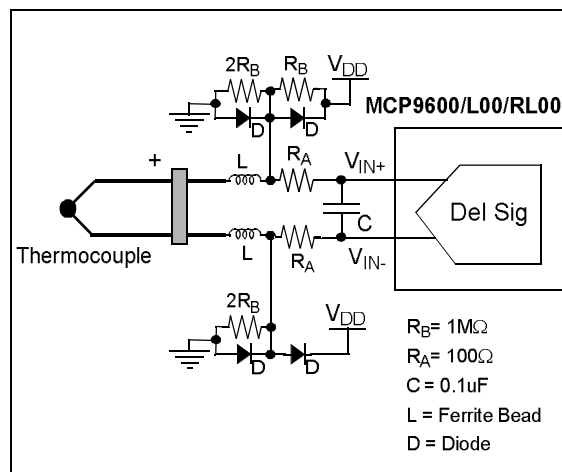 2R_B
R_B
V_DD
MCP9600/L00/RL00
D
D
+
L
R_A
V_IN+
Thermocouple
C
Del Sig
L
R_A
V_IN-
2R_B
V_DD
D
D
R_B= 1MΩ
R_A= 100Ω
C = 0.1uF
L = Ferrite Bead
D = Diode